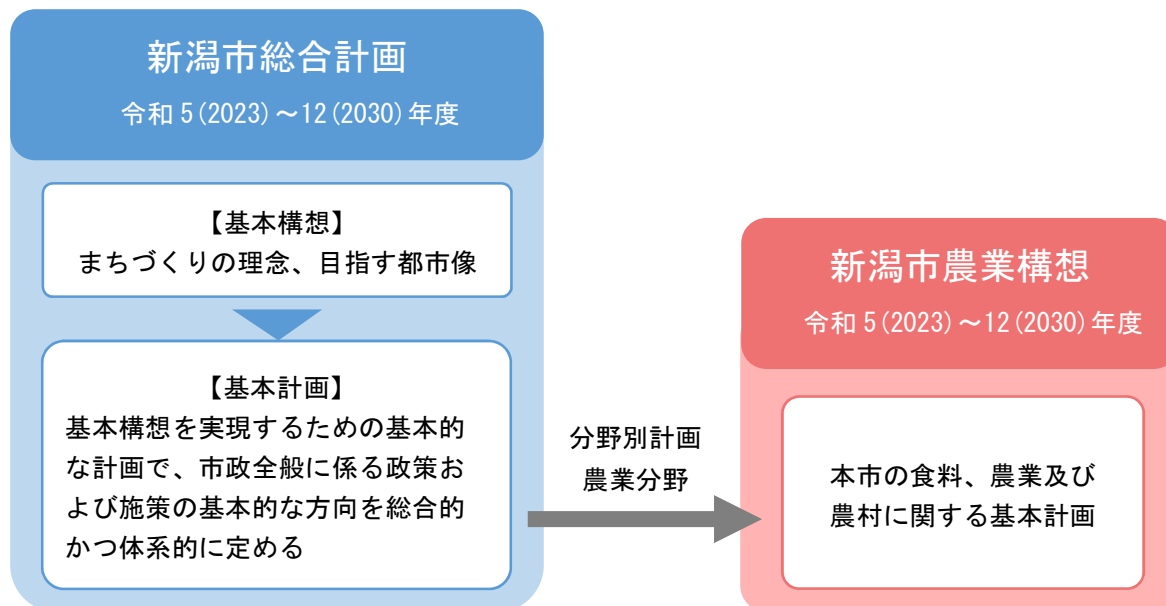 新潟市総合計画
令和5(2023)～12(2030)年度
【基本構想】
まちづくりの理念、目指す都市像
【基本計画】
基本構想を実現するための基本的
な計画で、市政全般に係る政策お
よび施策の基本的な方向を総合的
かつ体系的に定める
分野別計画
農業分野
新潟市農業構想
令和5(2023)～12(2030)年度
本市の食料、農業及び
農村に関する基本計画